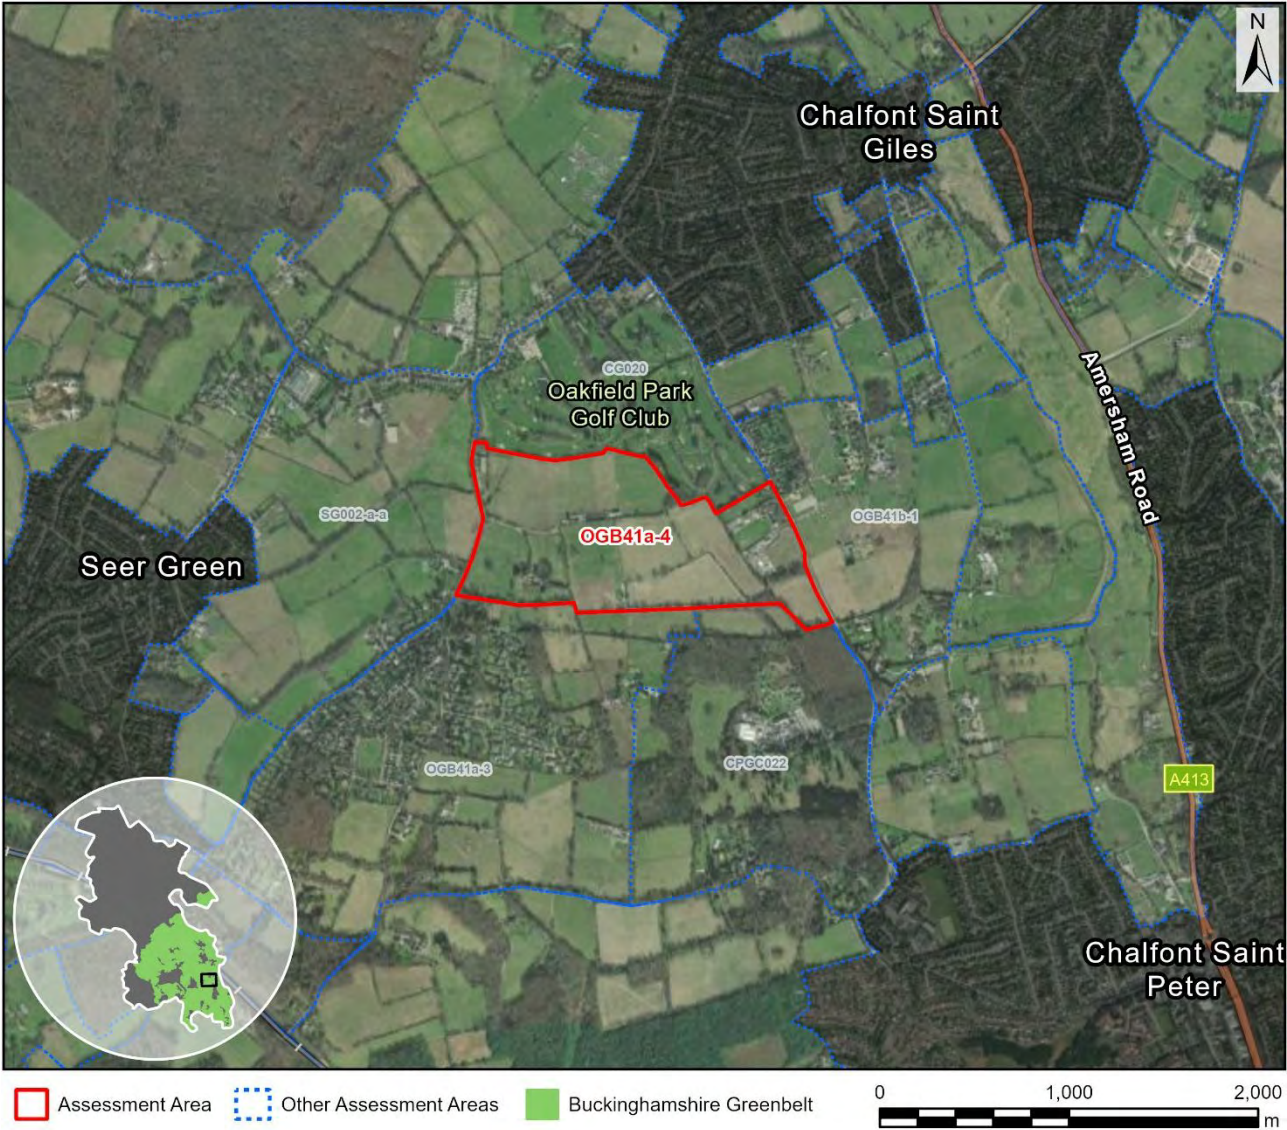 N
Chalfont Saint
Giles
CG020
Oakfield Park
Golf Club
Amersham Road
SG002-a-a
OGB41a-4
OGB41b-1
Seer Green
OGB41a-3
CPGC022
A413
Chalfont Saint
Peter
Assessment Area
Other Assessment Areas
Buckinghamshire Greenbelt
0 1,000 2,000
m